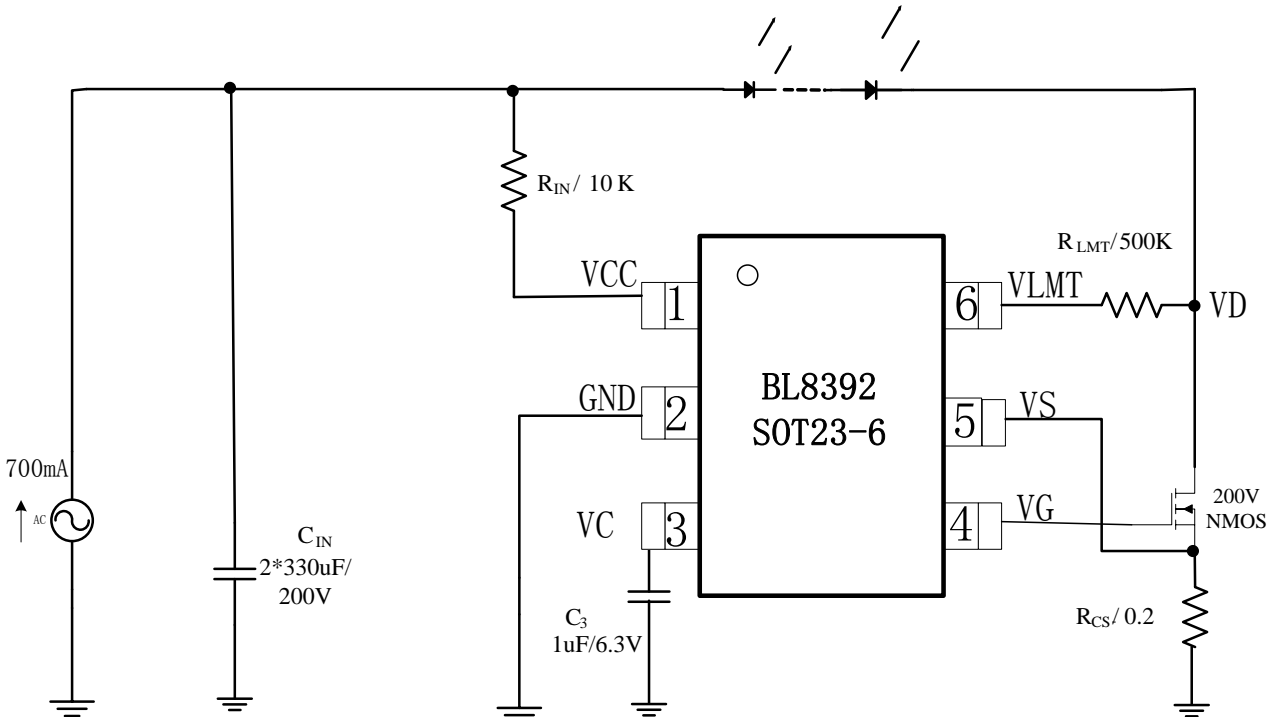 R_IN / 10 K
R_LMT/500K
VCC
VLMT
VD
1
6
BL8392
SOT23-6
GND
VS
2
5
700mA
AC
VC
VG
3
4
200V
NMOS
C_IN
2*330uF/
200V
C_3
1uF/6.3V
R_CS/ 0.2